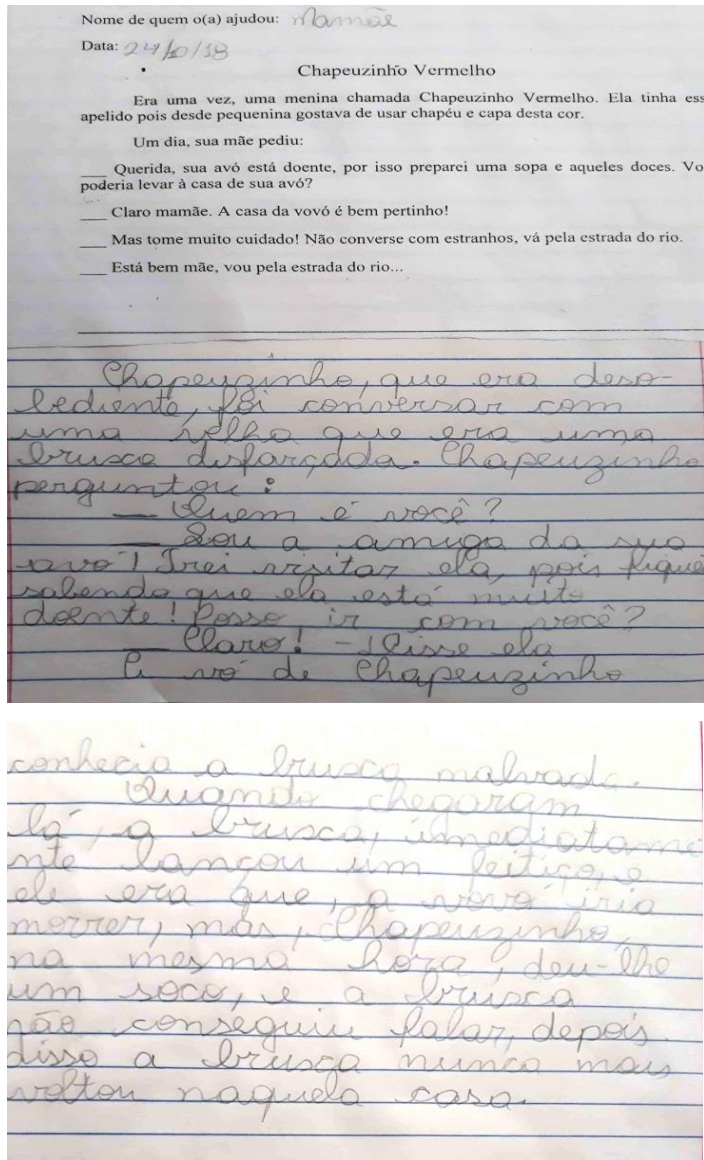 Nome de quem o(a) ajudou: Mamãe
Data: 24/10/18
Chapeuzinho Vermelho
Era uma vez, uma menina chamada Chapeuzinho Vermelho. Ela tinha ess
apelido pois desde pequenina gostava de usar chapéu e capa desta cor.
Um dia, sua mãe pediu:
___ Querida, sua avó está doente, por isso preparei uma sopa e aqueles doces. Vo
poderia levar à casa de sua avó?
___ Claro mamãe. A casa da vovó é bem pertinho!
___ Mas tome muito cuidado! Não converse com estranhos, vá pela estrada do rio.
___ Está bem mãe, vou pela estrada do rio...
Chapeuzinho, que era deso-
bediente, foi conversar com
uma velha que era uma
brusca disfarçada. Chapeuzinho
perguntou:
— Quem é você?
— Sou a amiga da sua
avó! Irei visitar ela, pois fique
sabendo que ela está muito
doente! Posso ir com você?
— Claro! - Disse ela
A vó de Chapeuzinho
conhecia a brusca malvada.
Quando chegaram
lá, a brusca, imediatame
nte lançou um feitiço, e
ele era que, a vovó iria
morrer, mas, Chapeuzinho,
na mesma hora, deu-lhe
um soco, e a brusca
não conseguiu falar, depois
disso a brusca nunca mais
voltou naquela casa.